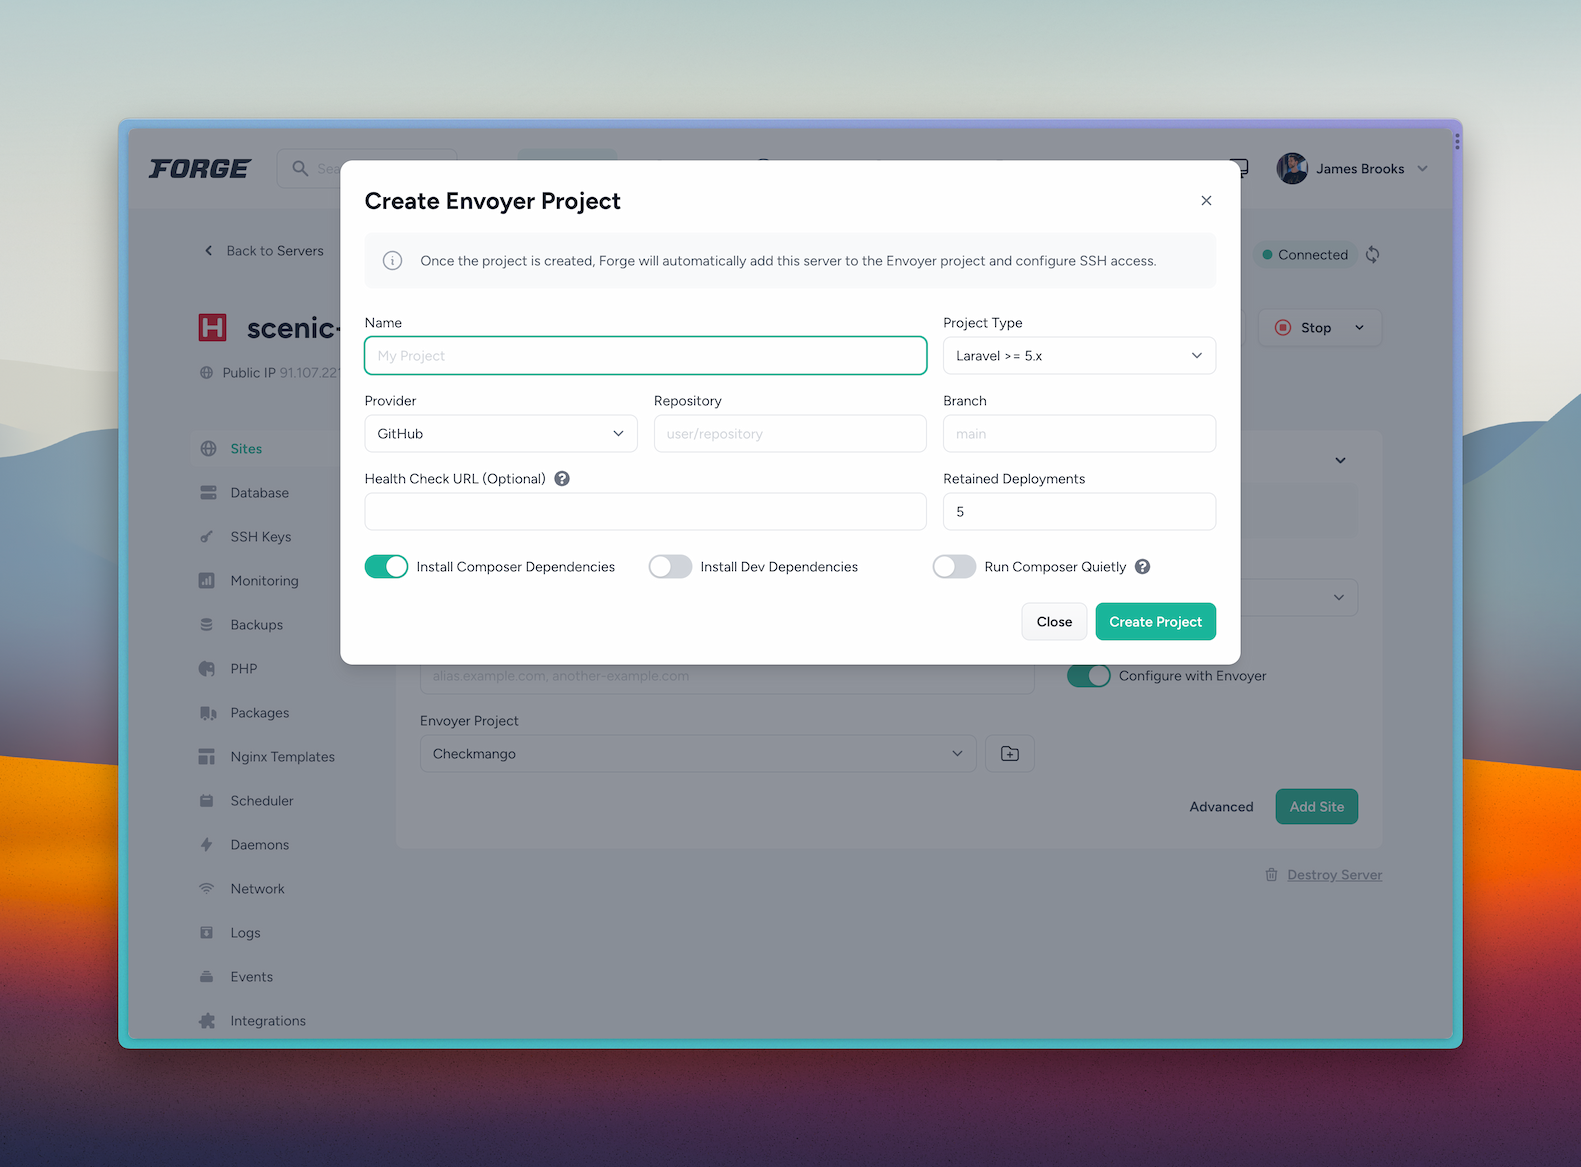 FORGE
James Brooks
Create Envoyer Project
Back to Servers
Once the project is created, Forge will automatically add this server to the Envoyer project and configure SSH access.
Connected
Name
Project Type
scenic-
My Project
Laravel >= 5.x
Stop
Public IP 91.107.22
Provider
Repository
Branch
GitHub
user/repository
main
Sites
Health Check URL (Optional) ?
Retained Deployments
Database
5
SSH Keys
Install Composer Dependencies
Install Dev Dependencies
Run Composer Quietly ?
Monitoring
Close
Create Project
Backups
PHP
alias.example.com, another-example.com
Configure with Envoyer
Packages
Envoyer Project
Nginx Templates
Checkmango
Scheduler
Advanced
Add Site
Daemons
Destroy Server
Network
Logs
Events
Integrations